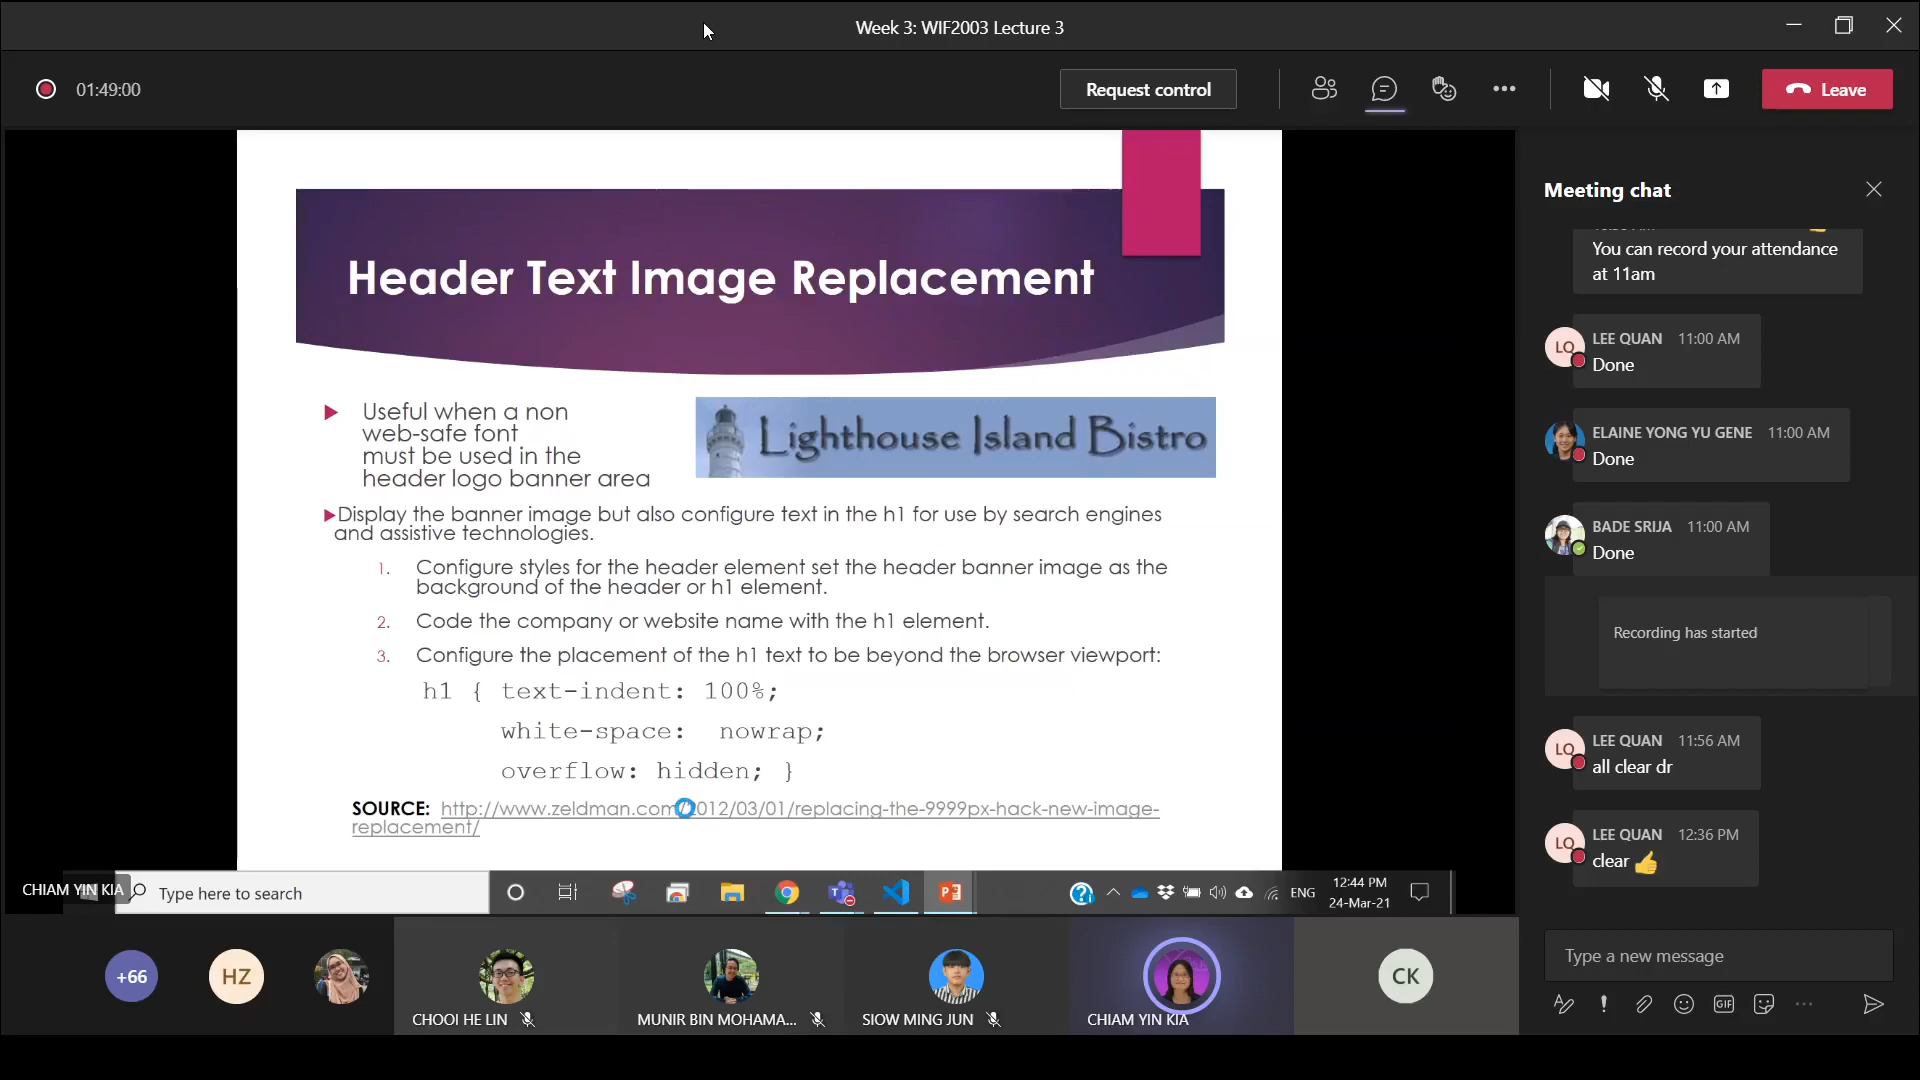 Week 3: WIF2003 Lecture 3
01:49:00
Request control
Leave
Header Text Image Replacement
Useful when a non
web-safe font
must be used in the
header logo banner area
Lighthouse Island Bistro
Display the banner image but also configure text in the h1 for use by search engines
and assistive technologies.
1. Configure styles for the header element set the header banner image as the
background of the header or h1 element.
2. Code the company or website name with the h1 element.
3. Configure the placement of the h1 text to be beyond the browser viewport:
h1 { text-indent: 100%;
white-space: nowrap;
overflow: hidden; }
SOURCE: http://www.zeldman.com/2012/03/01/replacing-the-9999px-hack-new-image-
replacement/
CHIAM YIN KIA
Type here to search
ENG
12:44 PM
24-Mar-21
+66
HZ
CHOOI HE LIN
MUNIR BIN MOHAMA...
SIOW MING JUN
CHIAM YIN KIA
CK
Meeting chat
You can record your attendance
at 11am
LQ
LEE QUAN 11:00 AM
Done
ELAINE YONG YU GENE 11:00 AM
Done
BADE SRIJA 11:00 AM
Done
Recording has started
LQ
LEE QUAN 11:56 AM
all clear dr
LQ
LEE QUAN 12:36 PM
clear 👍
Type a new message
GIF